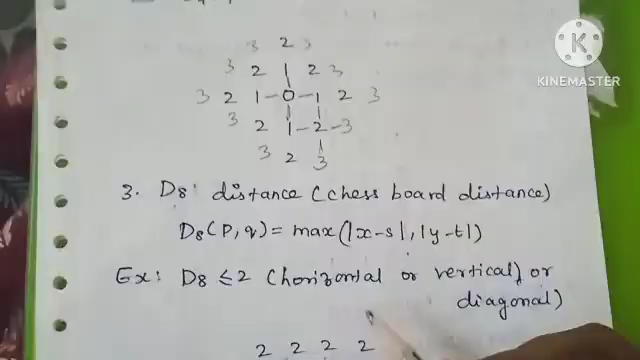 3 2 3
3 2 1 2 3
3 2 1-0-1 2 3
3 2 1-2-3
3 2 3
3. D8: distance (chess board distance)
D8(P,q) = max(|x-s|,|y-t|)
Ex: D8 ≤2 (horizontal or vertical) or
diagonal)
2 2 2 2
K
KINEMASTER